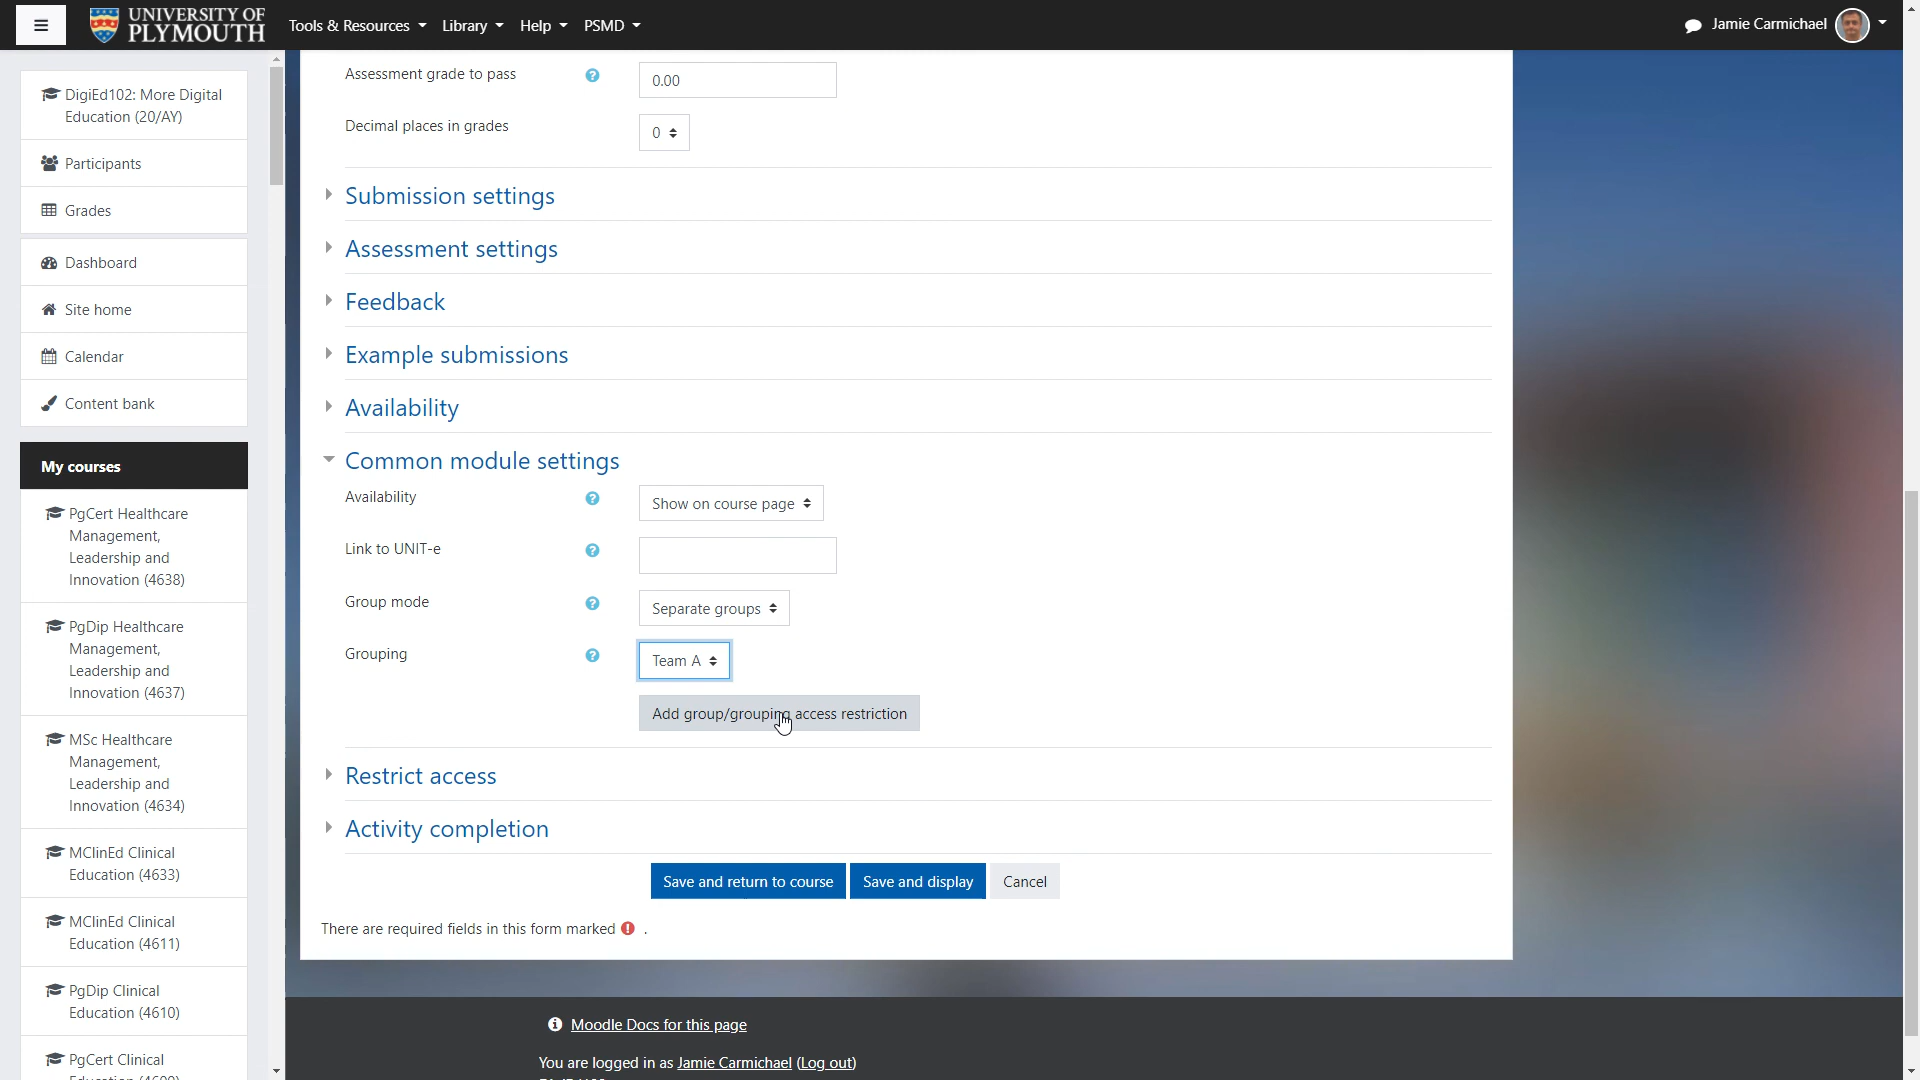 UNIVERSITY OF
PLYMOUTH
Tools & Resources
Library
Help
PSMD
Jamie Carmichael
DigiEd102: More Digital
Education (20/AY)
Participants
Grades
Dashboard
Site home
Calendar
Content bank
My courses
PgCert Healthcare
Management,
Leadership and
Innovation (4638)
PgDip Healthcare
Management,
Leadership and
Innovation (4637)
MSc Healthcare
Management,
Leadership and
Innovation (4634)
MClinEd Clinical
Education (4633)
MClinEd Clinical
Education (4611)
PgDip Clinical
Education (4610)
PgCert Clinical
Assessment grade to pass
0.00
Decimal places in grades
0
Submission settings
Assessment settings
Feedback
Example submissions
Availability
Common module settings
Availability
Show on course page
Link to UNIT-e
Group mode
Separate groups
Grouping
Team A
Add group/grouping access restriction
Restrict access
Activity completion
Save and return to course
Save and display
Cancel
There are required fields in this form marked .
Moodle Docs for this page
You are logged in as Jamie Carmichael (Log out)